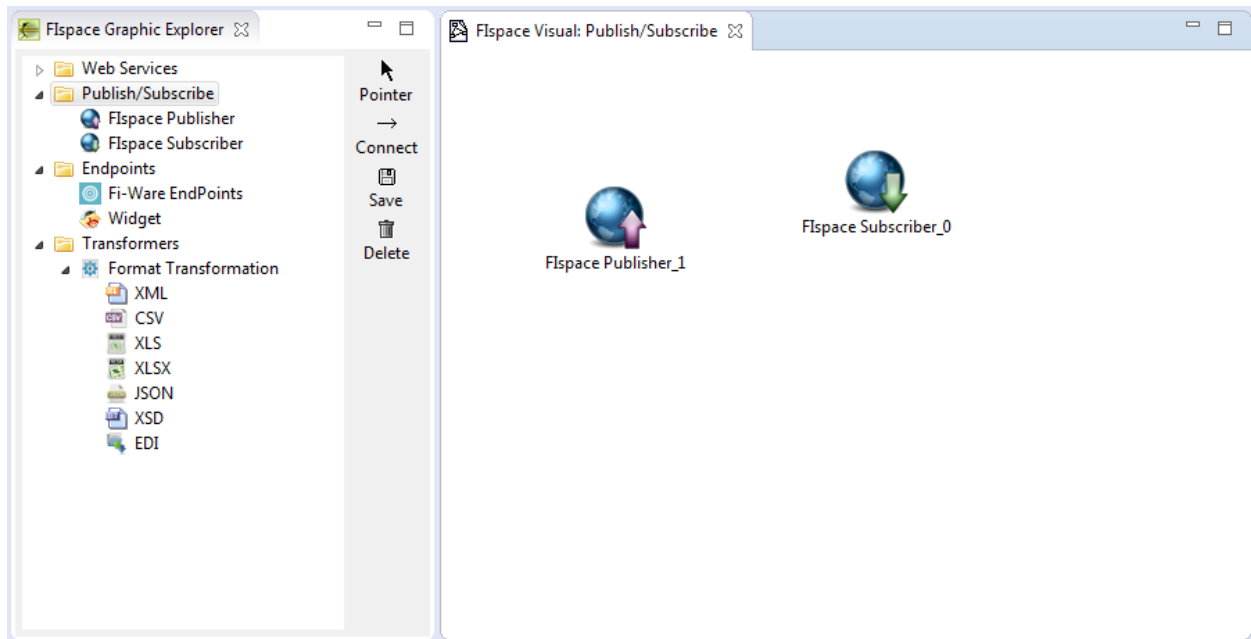 FIspace Graphic Explorer
Web Services
Publish/Subscribe
FIspace Publisher
FIspace Subscriber
Endpoints
Fi-Ware EndPoints
Widget
Transformers
Format Transformation
XML
CSV
XLS
XLSX
JSON
XSD
EDI
Pointer
Connect
Save
Delete
FIspace Visual: Publish/Subscribe
FIspace Publisher_1
FIspace Subscriber_0